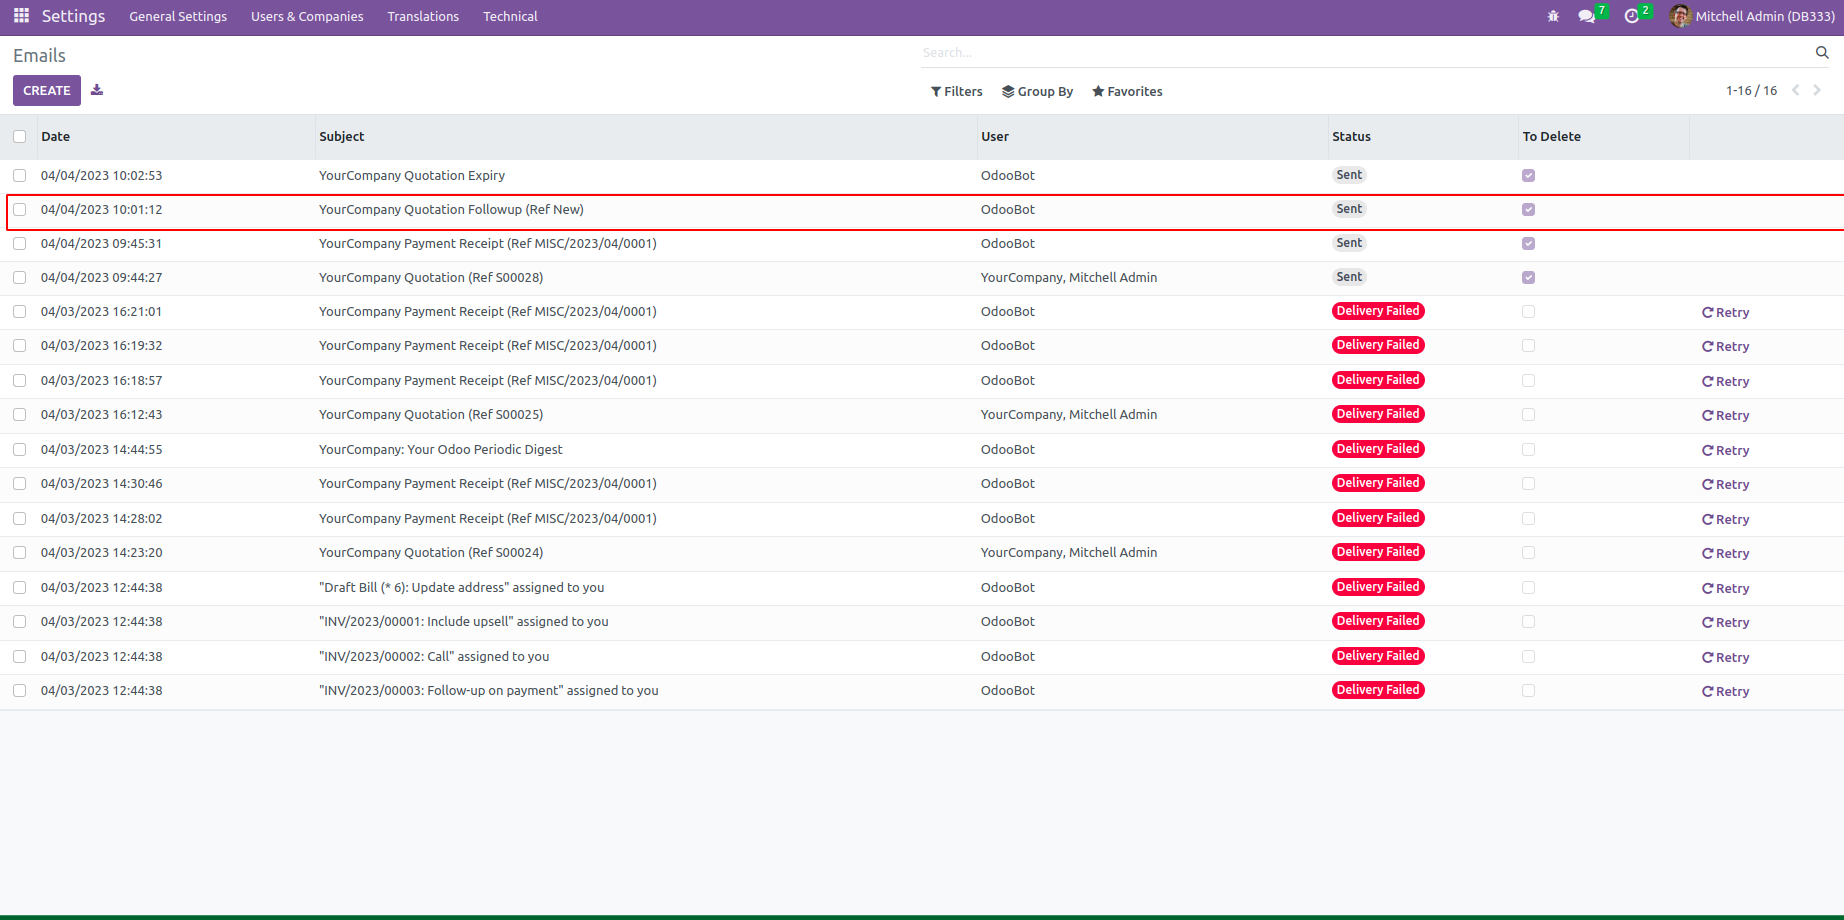 Settings General Settings Users & Companies Translations Technical 7 2 Mitchell Admin (DB333)
Emails Search...
CREATE Filters Group By Favorites 1-16 / 16
Date Subject User Status To Delete
04/04/2023 10:02:53 YourCompany Quotation Expiry OdooBot Sent
04/04/2023 10:01:12 YourCompany Quotation Followup (Ref New) OdooBot Sent
04/04/2023 09:45:31 YourCompany Payment Receipt (Ref MISC/2023/04/0001) OdooBot Sent
04/04/2023 09:44:27 YourCompany Quotation (Ref S00028) YourCompany, Mitchell Admin Sent
04/03/2023 16:21:01 YourCompany Payment Receipt (Ref MISC/2023/04/0001) OdooBot Delivery Failed Retry
04/03/2023 16:19:32 YourCompany Payment Receipt (Ref MISC/2023/04/0001) OdooBot Delivery Failed Retry
04/03/2023 16:18:57 YourCompany Payment Receipt (Ref MISC/2023/04/0001) OdooBot Delivery Failed Retry
04/03/2023 16:12:43 YourCompany Quotation (Ref S00025) YourCompany, Mitchell Admin Delivery Failed Retry
04/03/2023 14:44:55 YourCompany: Your Odoo Periodic Digest OdooBot Delivery Failed Retry
04/03/2023 14:30:46 YourCompany Payment Receipt (Ref MISC/2023/04/0001) OdooBot Delivery Failed Retry
04/03/2023 14:28:02 YourCompany Payment Receipt (Ref MISC/2023/04/0001) OdooBot Delivery Failed Retry
04/03/2023 14:23:20 YourCompany Quotation (Ref S00024) YourCompany, Mitchell Admin Delivery Failed Retry
04/03/2023 12:44:38 "Draft Bill (* 6): Update address" assigned to you OdooBot Delivery Failed Retry
04/03/2023 12:44:38 "INV/2023/00001: Include upsell" assigned to you OdooBot Delivery Failed Retry
04/03/2023 12:44:38 "INV/2023/00002: Call" assigned to you OdooBot Delivery Failed Retry
04/03/2023 12:44:38 "INV/2023/00003: Follow-up on payment" assigned to you OdooBot Delivery Failed Retry